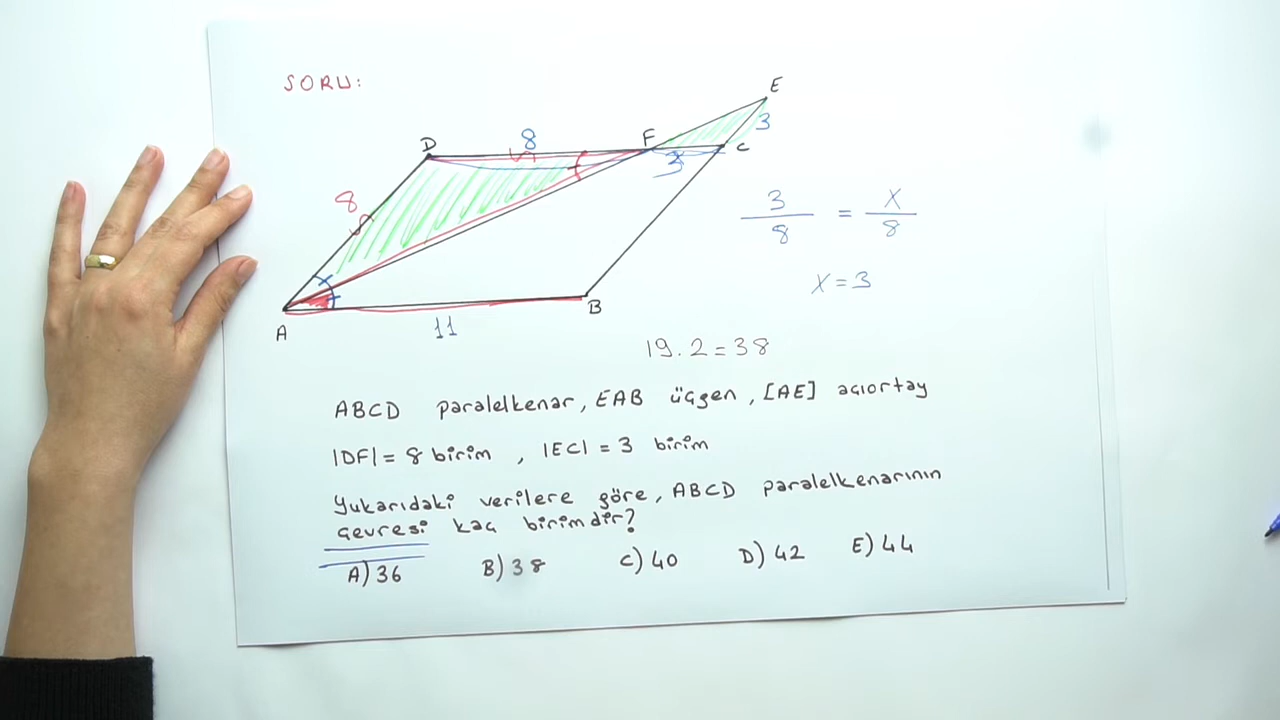 SORU:
E
D
8
F
3
C
3
8
3/8 = x/8
x=3
A
11
B
19.2=38
ABCD paralelkenar, EAB üçgen, [AE] açıortay
|DF|= 8 birim , |EC| = 3 birim
Yukarıdaki verilere göre, ABCD paralelkenarının
çevresi kaç birimdir?
A) 36 B) 38 C) 40 D) 42 E) 44